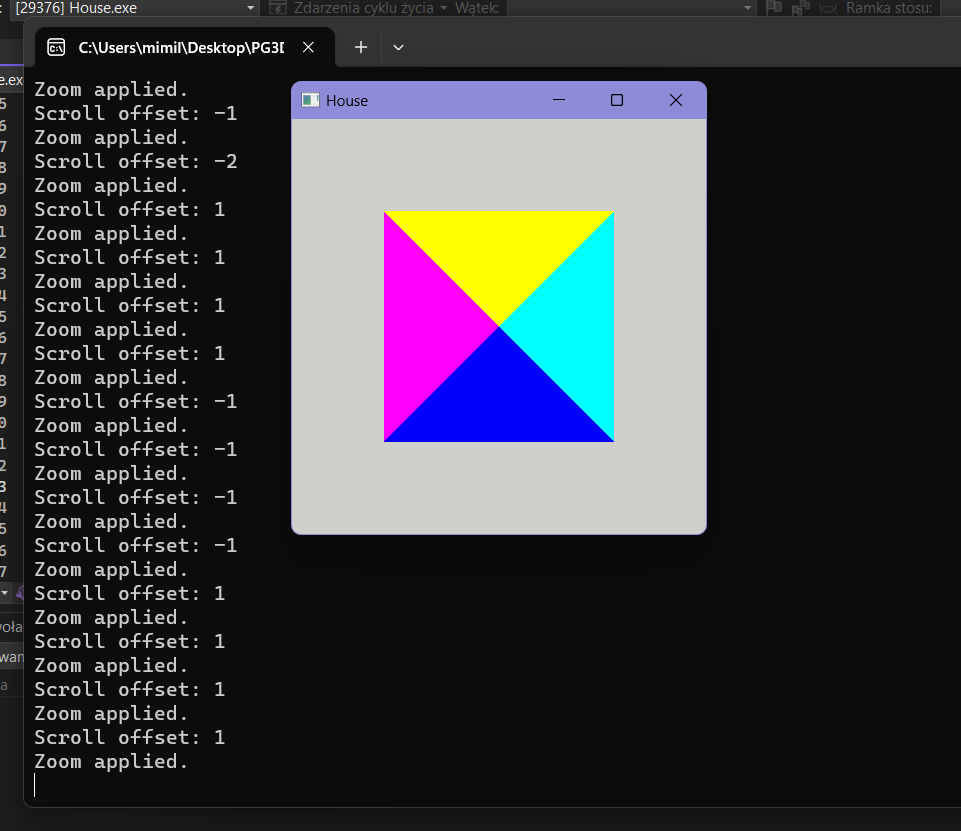 [29376] House.exe
Zdarzenia cyklu życia
Wątek:
Ramka stosu:
C:\Users\mimil\Desktop\PG3D
House
Zoom applied.
Scroll offset: -1
Zoom applied.
Scroll offset: -2
Zoom applied.
Scroll offset: 1
Zoom applied.
Scroll offset: 1
Zoom applied.
Scroll offset: 1
Zoom applied.
Scroll offset: 1
Zoom applied.
Scroll offset: -1
Zoom applied.
Scroll offset: -1
Zoom applied.
Scroll offset: -1
Zoom applied.
Scroll offset: -1
Zoom applied.
Scroll offset: 1
Zoom applied.
Scroll offset: 1
Zoom applied.
Scroll offset: 1
Zoom applied.
Scroll offset: 1
Zoom applied.